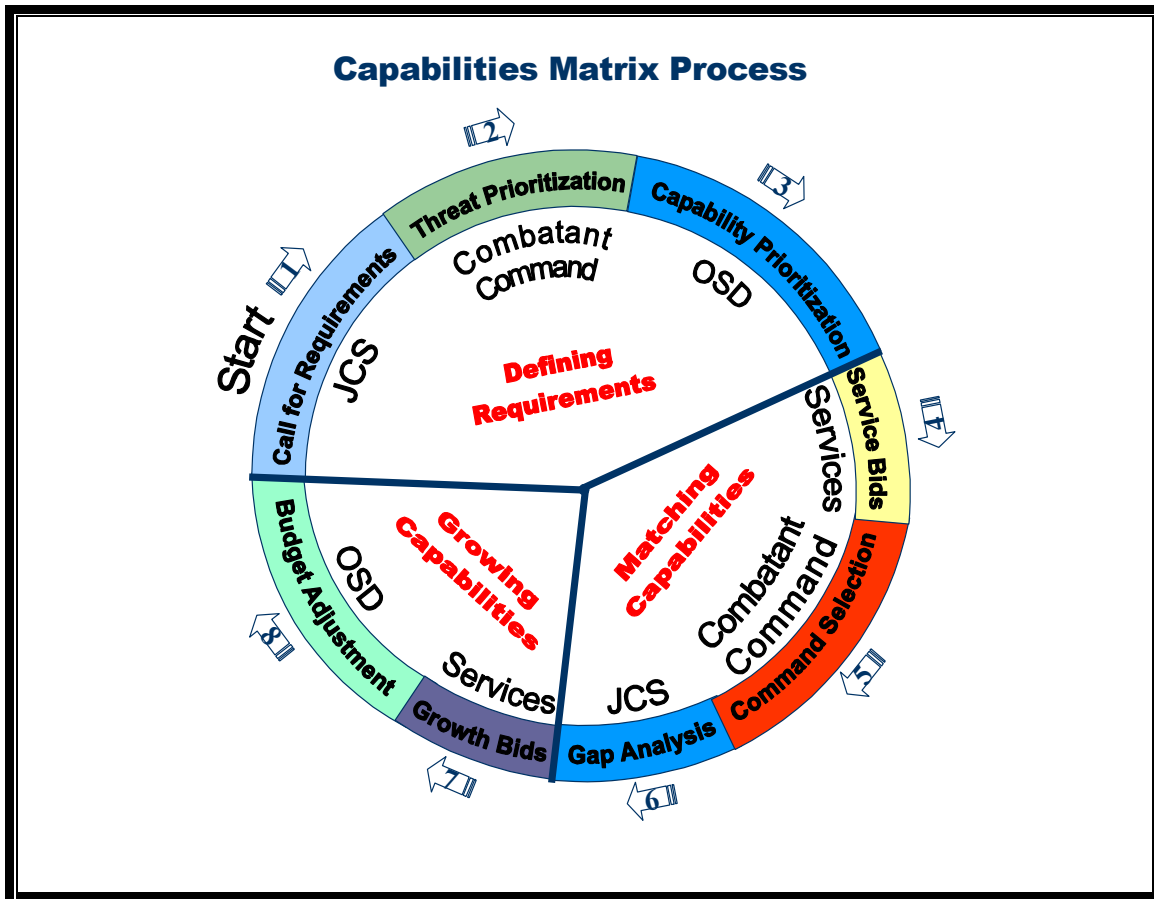 Capabilities Matrix Process
Start
1
Call for Requirements
JCS
2
Threat Prioritization
Combatant
Command
3
Capability Prioritization
OSD
Defining
Requirements
4
Service Bids
Services
5
Command Selection
Combatant
Command
6
Gap Analysis
JCS
Matching
Capabilities
7
Growth Bids
Services
8
Budget Adjustment
OSD
Growing
Capabilities